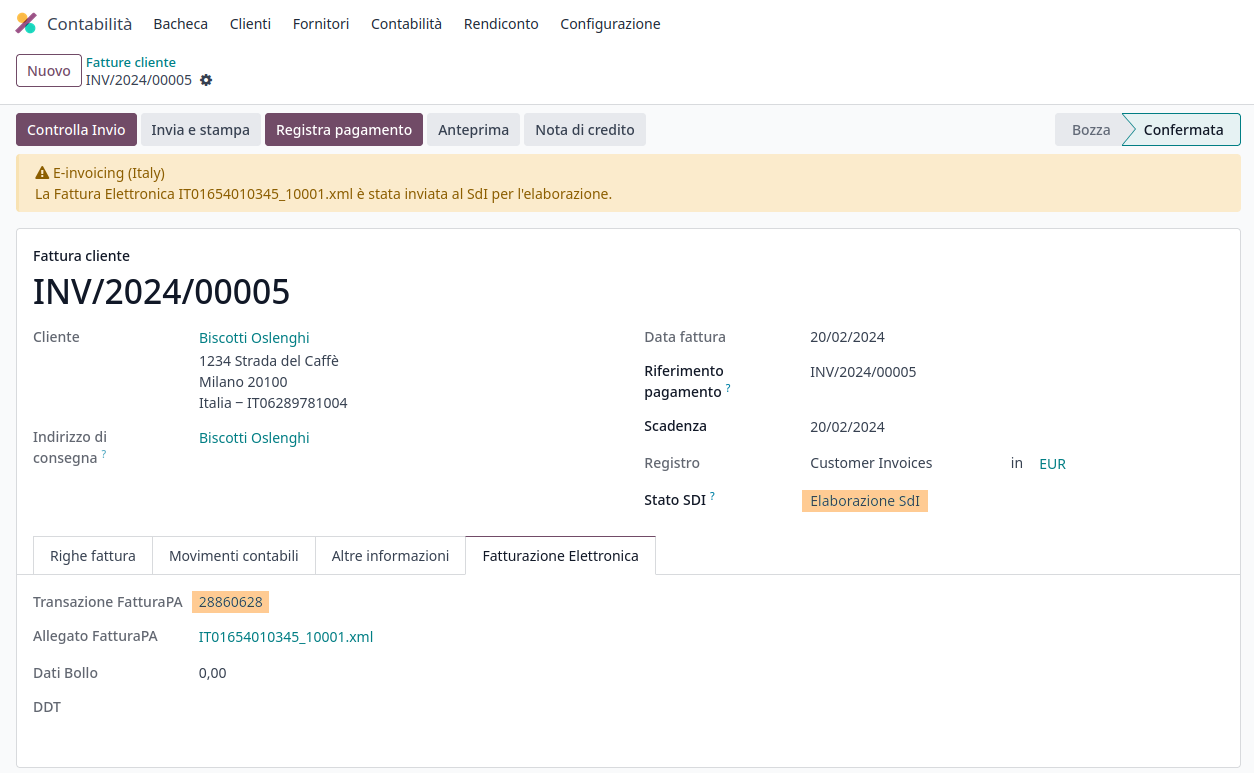 Contabilità Bacheca Clienti Fornitori Contabilità Rendiconto Configurazione
Nuovo
Fatture cliente
INV/2024/00005
Controlla Invio Invia e stampa Registra pagamento Anteprima Nota di credito Bozza Confermata
E-invoicing (Italy)
La Fattura Elettronica IT01654010345_10001.xml è stata inviata al SdI per l'elaborazione.
Fattura cliente
INV/2024/00005
Cliente
Biscotti Oslenghi
1234 Strada del Caffè
Milano 20100
Italia – IT06289781004
Indirizzo di
consegna ?
Biscotti Oslenghi
Data fattura 20/02/2024
Riferimento
pagamento ?
INV/2024/00005
Scadenza 20/02/2024
Registro Customer Invoices in EUR
Stato SDI ? Elaborazione SdI
Righe fattura Movimenti contabili Altre informazioni Fatturazione Elettronica
Transazione FatturaPA 28860628
Allegato FatturaPA IT01654010345_10001.xml
Dati Bollo 0,00
DDT